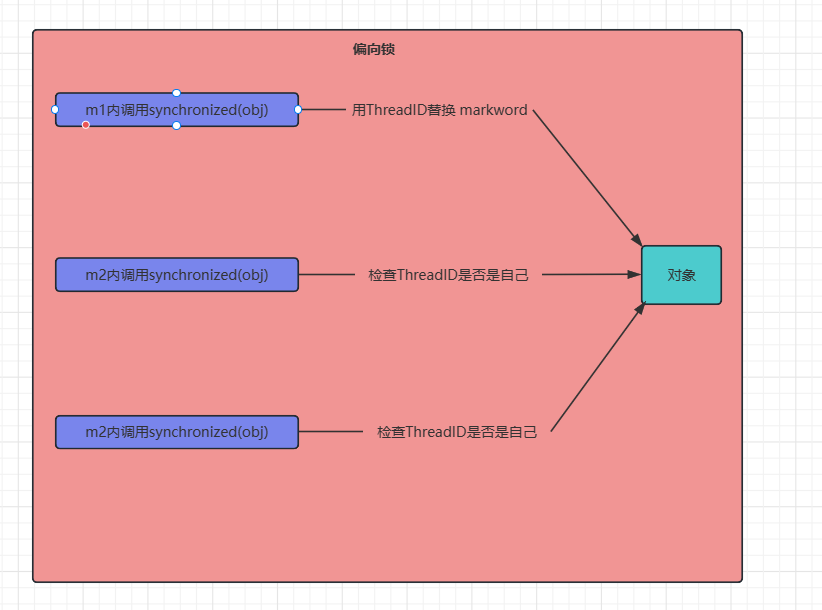 偏向锁
m1内调用synchronized(obj)
用ThreadID替换 markword
m2内调用synchronized(obj)
检查ThreadID是否是自己
对象
m2内调用synchronized(obj)
检查ThreadID是否是自己